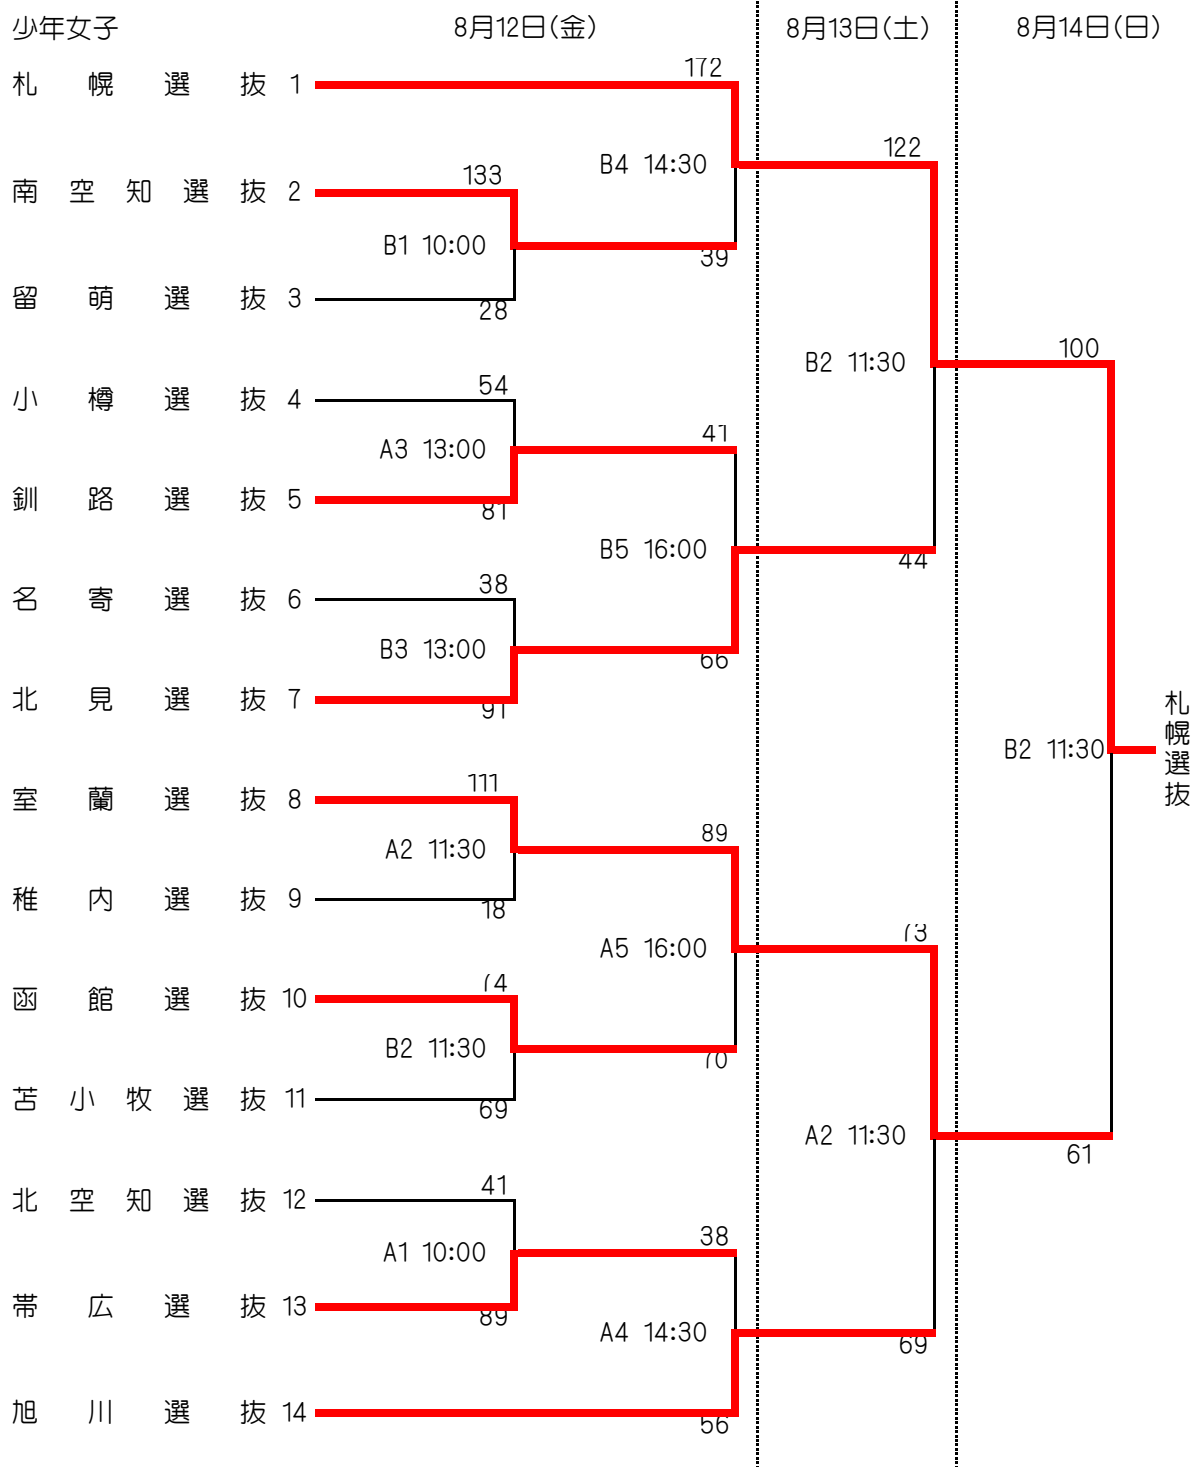 少年女子 8月12日(金) 8月13日(土) 8月14日(日)
172
札幌選抜 1
122
B4 14:30
133
南空知選抜 2
B1 10:00
39
留萌選抜 3
28
100
B2 11:30
54
小樽選抜 4
41
A3 13:00
釧路選抜 5
81
B5 16:00
44
38
名寄選抜 6
B3 13:00
66
北見選抜 7
91
札幌選抜
B2 11:30
111
室蘭選抜 8
89
A2 11:30
稚内選抜 9
18
73
A5 16:00
74
函館選抜 10
B2 11:30
70
苫小牧選抜 11
69
A2 11:30
61
41
北空知選抜 12
38
A1 10:00
帯広選抜 13
89
A4 14:30
69
旭川選抜 14
56